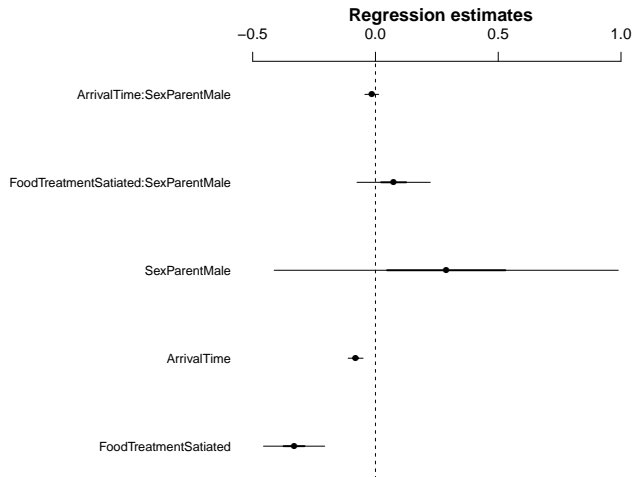 Regression estimates
−0.5 0.0 0.5 1.0
ArrivalTime:SexParentMale
FoodTreatmentSatiated:SexParentMale
SexParentMale
ArrivalTime
FoodTreatmentSatiated